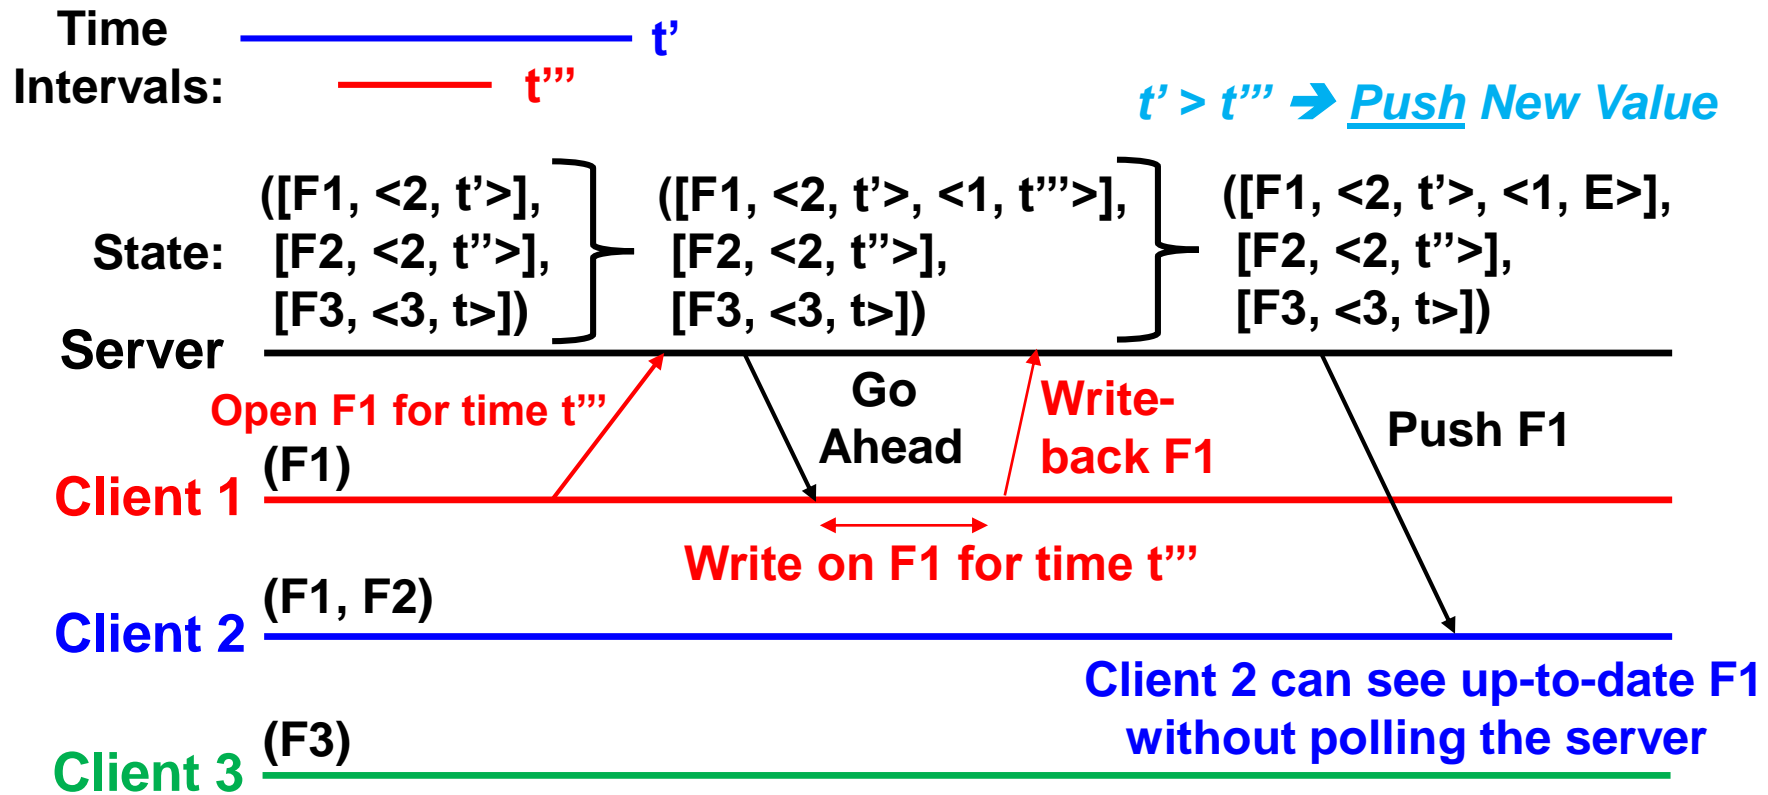 Time
Intervals:
t’
t’’’
t’ > t’’’ ➔ Push New Value
State:
([F1, <2, t’>],
[F2, <2, t’’>],
[F3, <3, t>])
([F1, <2, t’>, <1, t’’’>],
[F2, <2, t’’>],
[F3, <3, t>])
([F1, <2, t’>, <1, E>],
[F2, <2, t’’>],
[F3, <3, t>])
Server
Open F1 for time t’’’
Go
Ahead
Write-
back F1
Push F1
Client 1
(F1)
Write on F1 for time t’’’
Client 2
(F1, F2)
Client 2 can see up-to-date F1
without polling the server
Client 3
(F3)